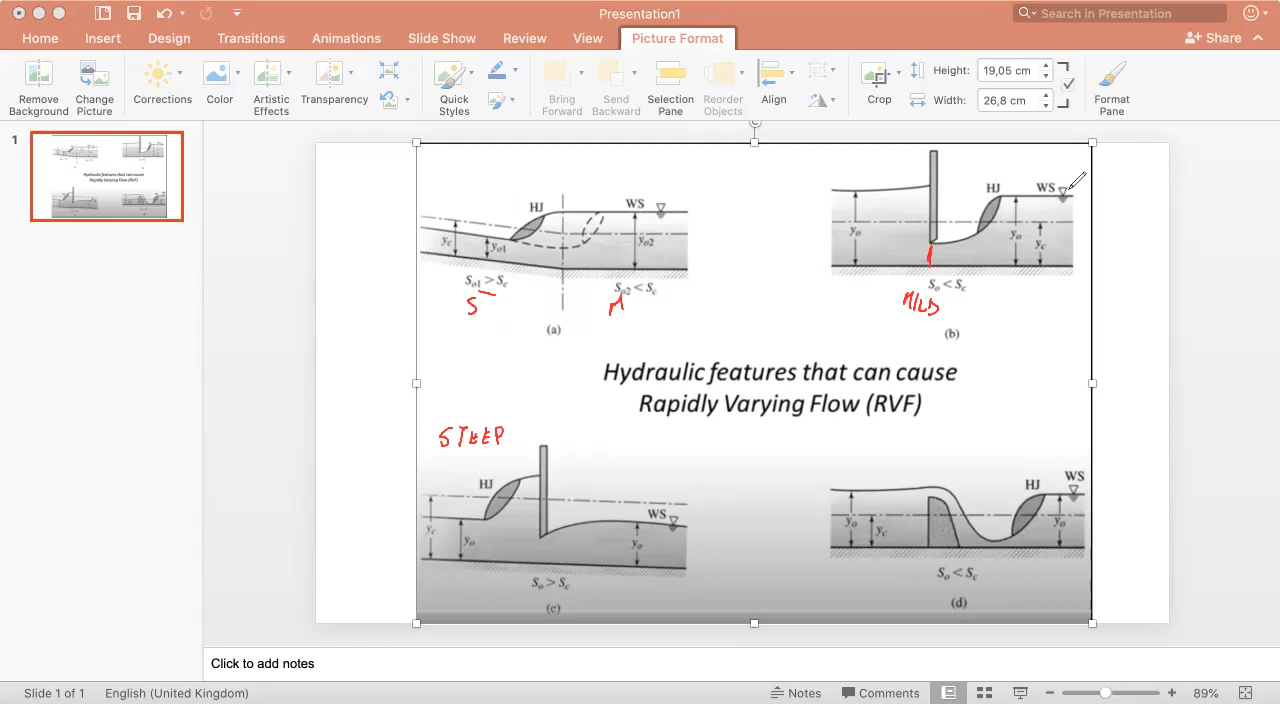 Presentation1
Search in Presentation
Home Insert Design Transitions Animations Slide Show Review View Picture Format Share
Remove Background
Change Picture
Corrections
Color
Artistic Effects
Transparency
Quick Styles
Bring Forward
Send Backward
Selection Pane
Reorder Objects
Align
Crop
Height: 19,05 cm
Width: 26,8 cm
Format Pane
1
HJ WS
yc yo1 yo2
So1 > Sc So2 < Sc
S M
(a)
HJ WS
yo yo yc
So < Sc
MILD
(b)
Hydraulic features that can cause
Rapidly Varying Flow (RVF)
STEEP
HJ
WS
yc yo yo
So > Sc
(c)
WS
HJ
yo yc yo
So < Sc
(d)
Click to add notes
Slide 1 of 1 English (United Kingdom) Notes Comments 89%